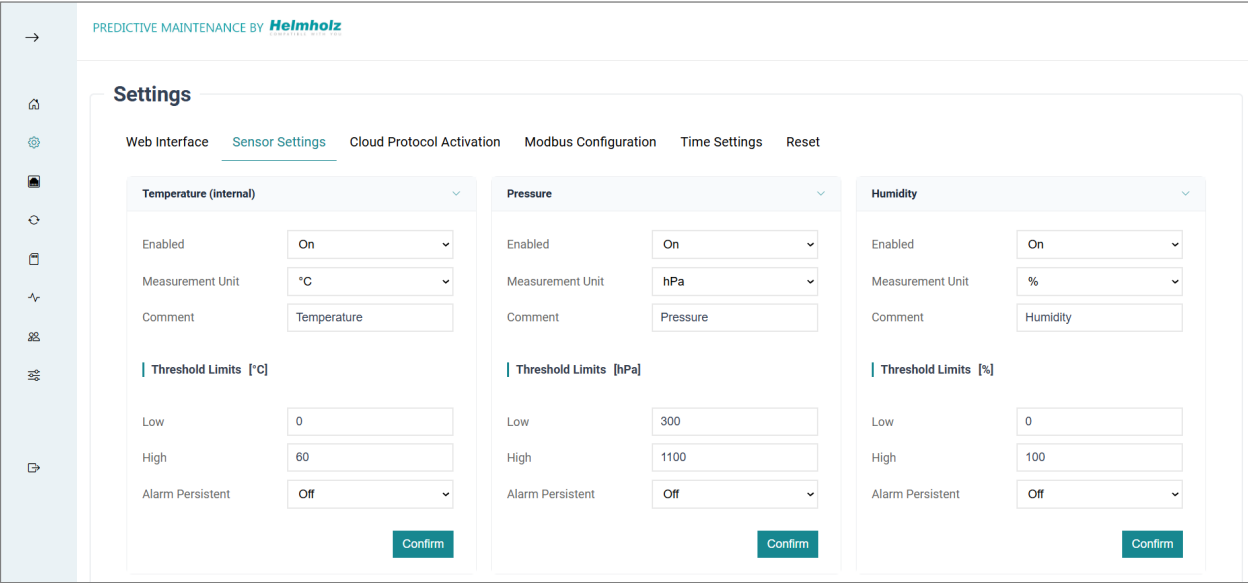 PREDICTIVE MAINTENANCE BY Helmholz
COMPATIBLE WITH YOU
Settings
Web Interface Sensor Settings Cloud Protocol Activation Modbus Configuration Time Settings Reset
Temperature (internal)
Enabled On
Measurement Unit °C
Comment Temperature
Threshold Limits [°C]
Low 0
High 60
Alarm Persistent Off
Confirm
Pressure
Enabled On
Measurement Unit hPa
Comment Pressure
Threshold Limits [hPa]
Low 300
High 1100
Alarm Persistent Off
Confirm
Humidity
Enabled On
Measurement Unit %
Comment Humidity
Threshold Limits [%]
Low 0
High 100
Alarm Persistent Off
Confirm